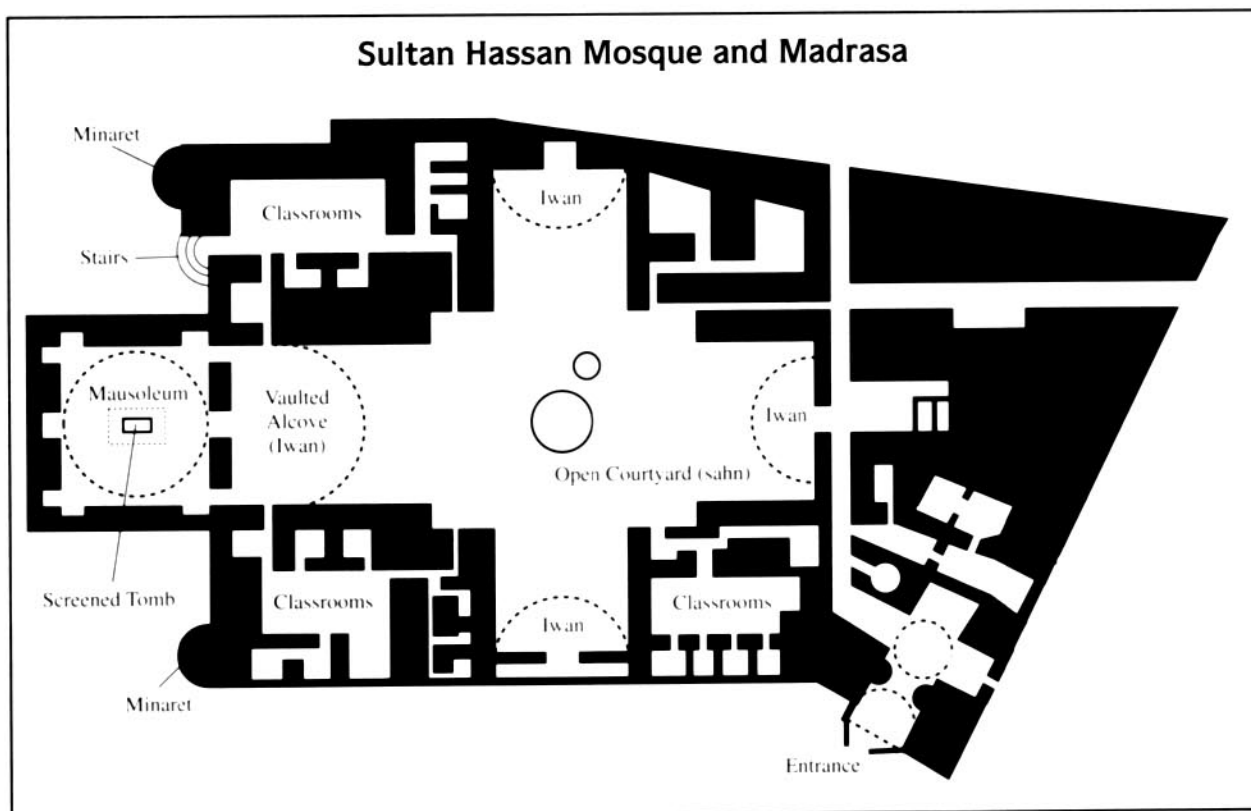 Sultan Hassan Mosque and Madrasa
Minaret
Iwan
Classrooms
Stairs
Mausoleum
Vaulted
Alcove
(Iwan)
Iwan
Open Courtyard (sahn)
Screened Tomb
Classrooms
Classrooms
Iwan
Minaret
Entrance